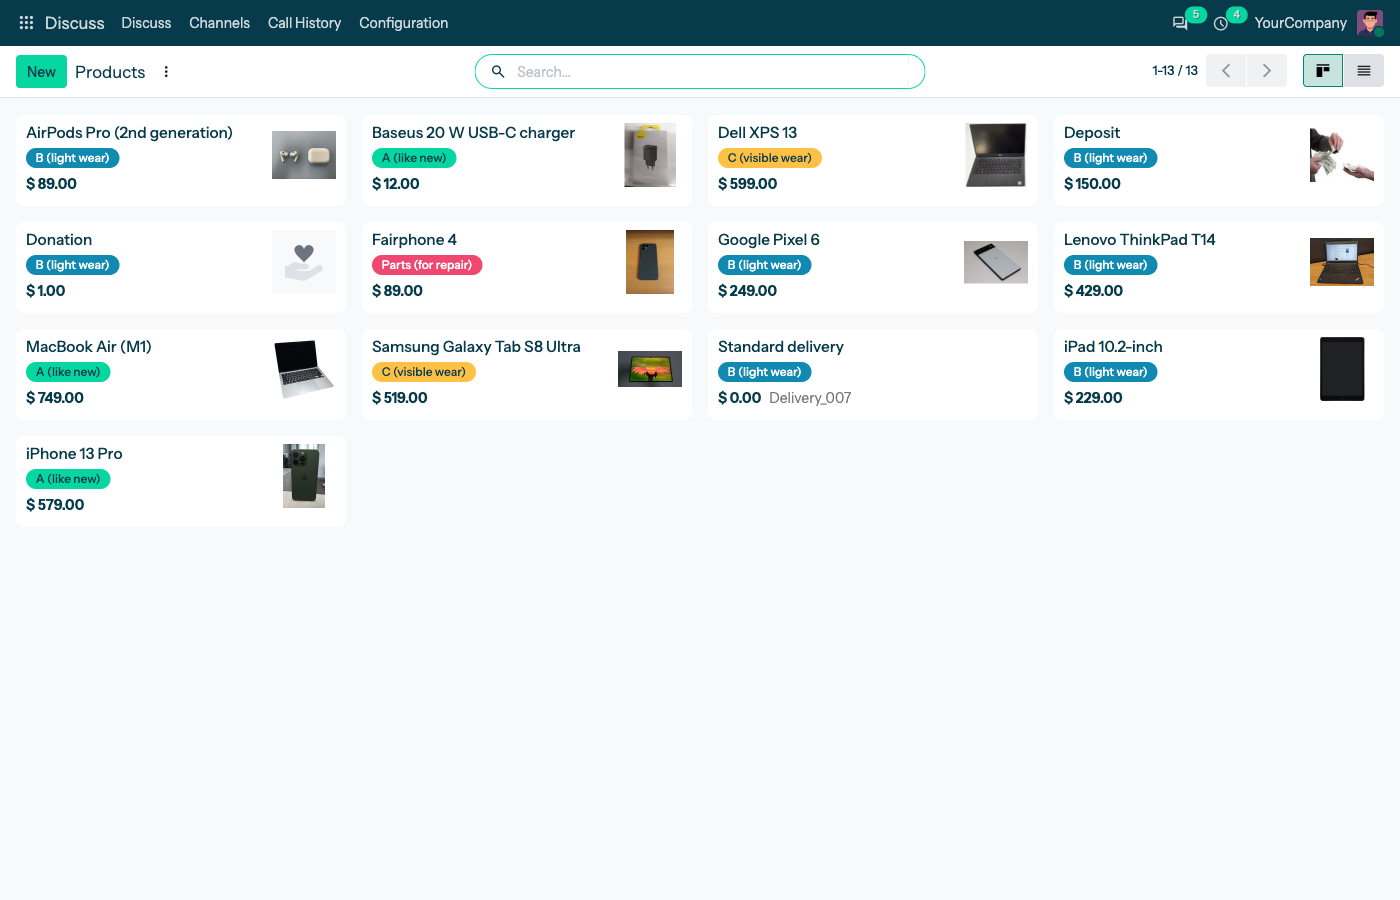 Discuss Discuss Channels Call History Configuration 5 4 YourCompany
New Products Search... 1-13 / 13
AirPods Pro (2nd generation)
B (light wear)
$ 89.00
Baseus 20 W USB-C charger
A (like new)
$ 12.00
Dell XPS 13
C (visible wear)
$ 599.00
Deposit
B (light wear)
$ 150.00
Donation
B (light wear)
$ 1.00
Fairphone 4
Parts (for repair)
$ 89.00
Google Pixel 6
B (light wear)
$ 249.00
Lenovo ThinkPad T14
B (light wear)
$ 429.00
MacBook Air (M1)
A (like new)
$ 749.00
Samsung Galaxy Tab S8 Ultra
C (visible wear)
$ 519.00
Standard delivery
B (light wear)
$ 0.00 Delivery_007
iPad 10.2-inch
B (light wear)
$ 229.00
iPhone 13 Pro
A (like new)
$ 579.00